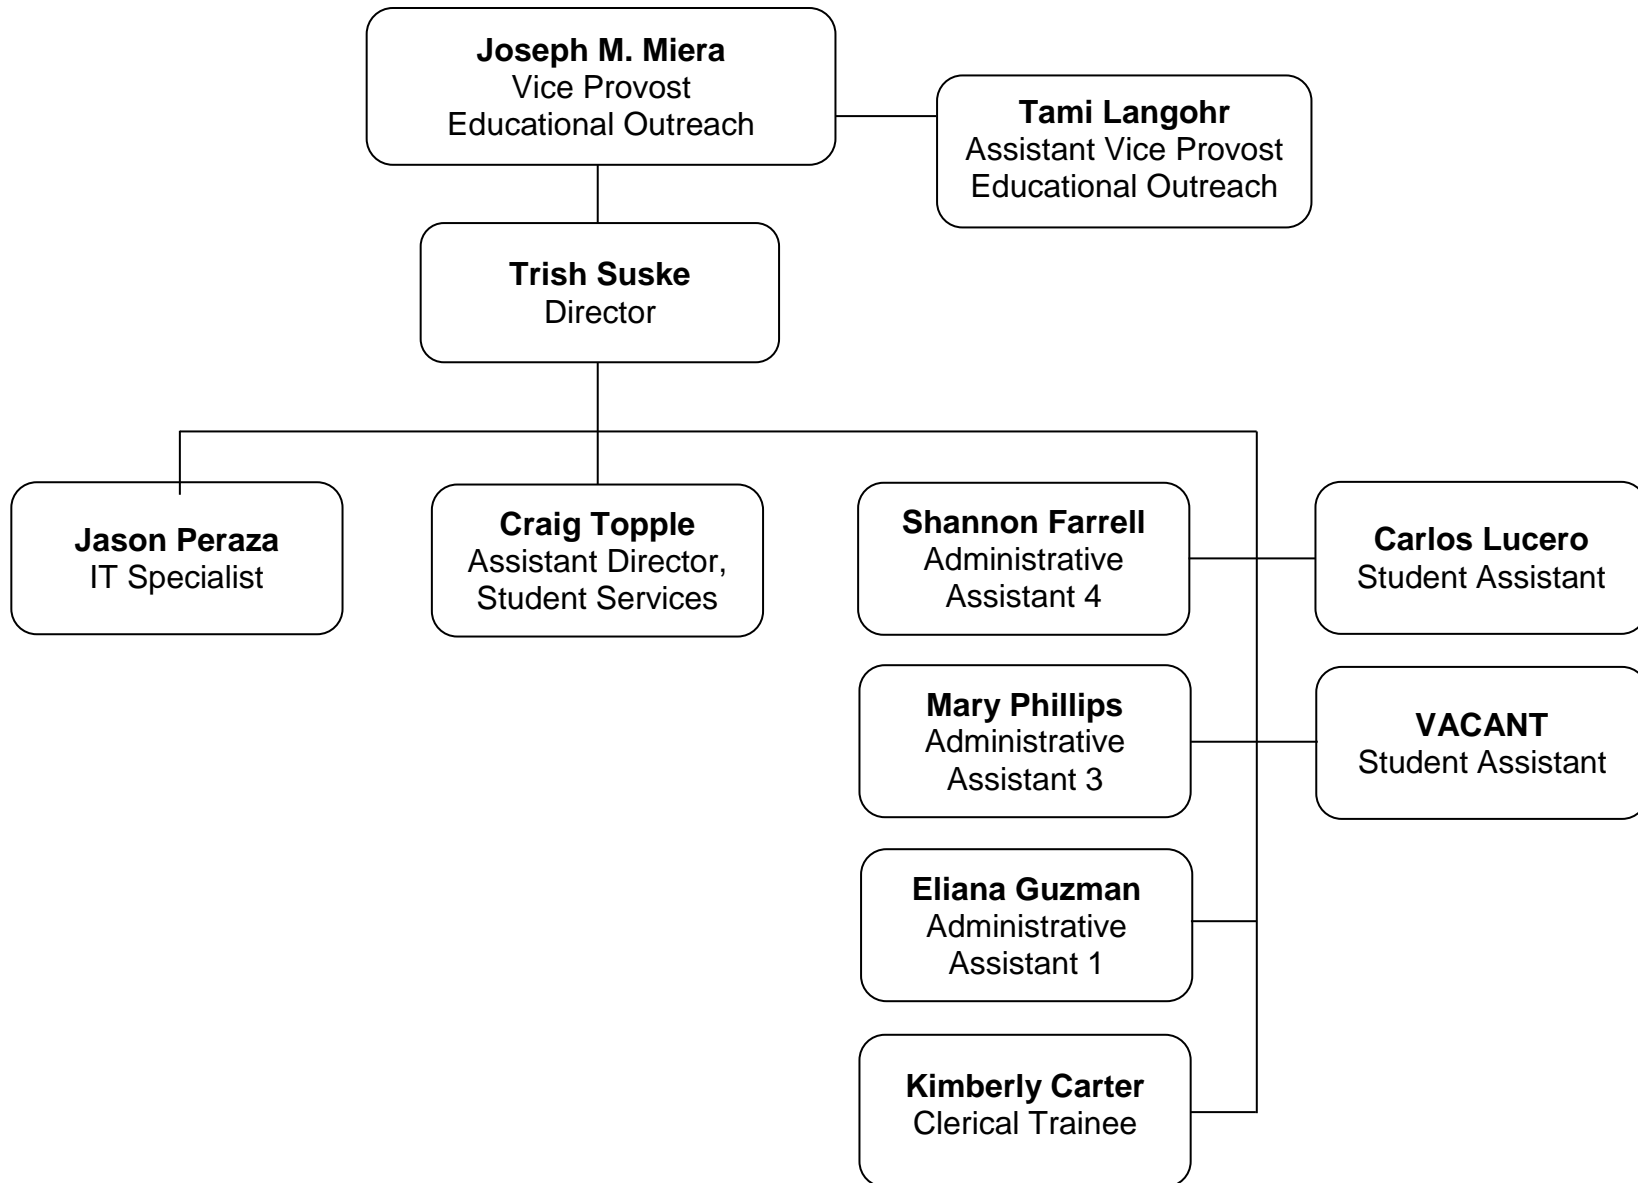 Joseph M. Miera
Vice Provost
Educational Outreach
Tami Langohr
Assistant Vice Provost
Educational Outreach
Trish Suske
Director
Jason Peraza
IT Specialist
Craig Topple
Assistant Director,
Student Services
Shannon Farrell
Administrative
Assistant 4
Carlos Lucero
Student Assistant
Mary Phillips
Administrative
Assistant 3
VACANT
Student Assistant
Eliana Guzman
Administrative
Assistant 1
Kimberly Carter
Clerical Trainee